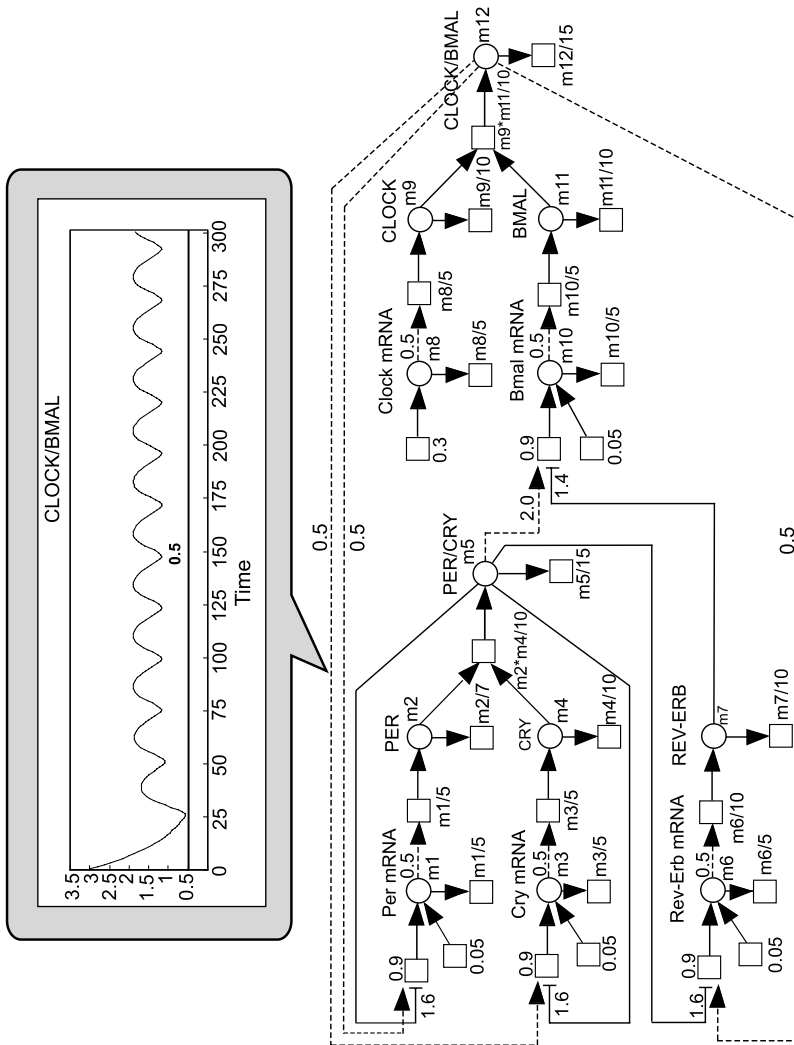 CLOCK/BMAL
3.5
3
2.5
2
1.5
1
0.5
0.5
0
25
50
75
100
125
150
175
200
225
250
275
300
Time
0.5
0.5
Per mRNA
0.9
1.6
0.05
0.5
m1
m1/5
m1/5
PER
m2
m2/7
Cry mRNA
0.9
1.6
0.05
0.5
m3
m3/5
m3/5
CRY
m4
m4/10
m2*m4/10
PER/CRY
m5
m5/15
Rev-Erb mRNA
0.9
1.6
0.05
0.5
m6
m6/5
m6/10
REV-ERB
m7
m7/10
Clock mRNA
0.3
0.5
m8
m8/5
m8/5
CLOCK
m9
m9/10
Bmal mRNA
2.0
0.9
1.4
0.05
0.5
m10
m10/5
m10/5
BMAL
m11
m11/10
m9*m11/10
CLOCK/BMAL
m12
m12/15
0.5